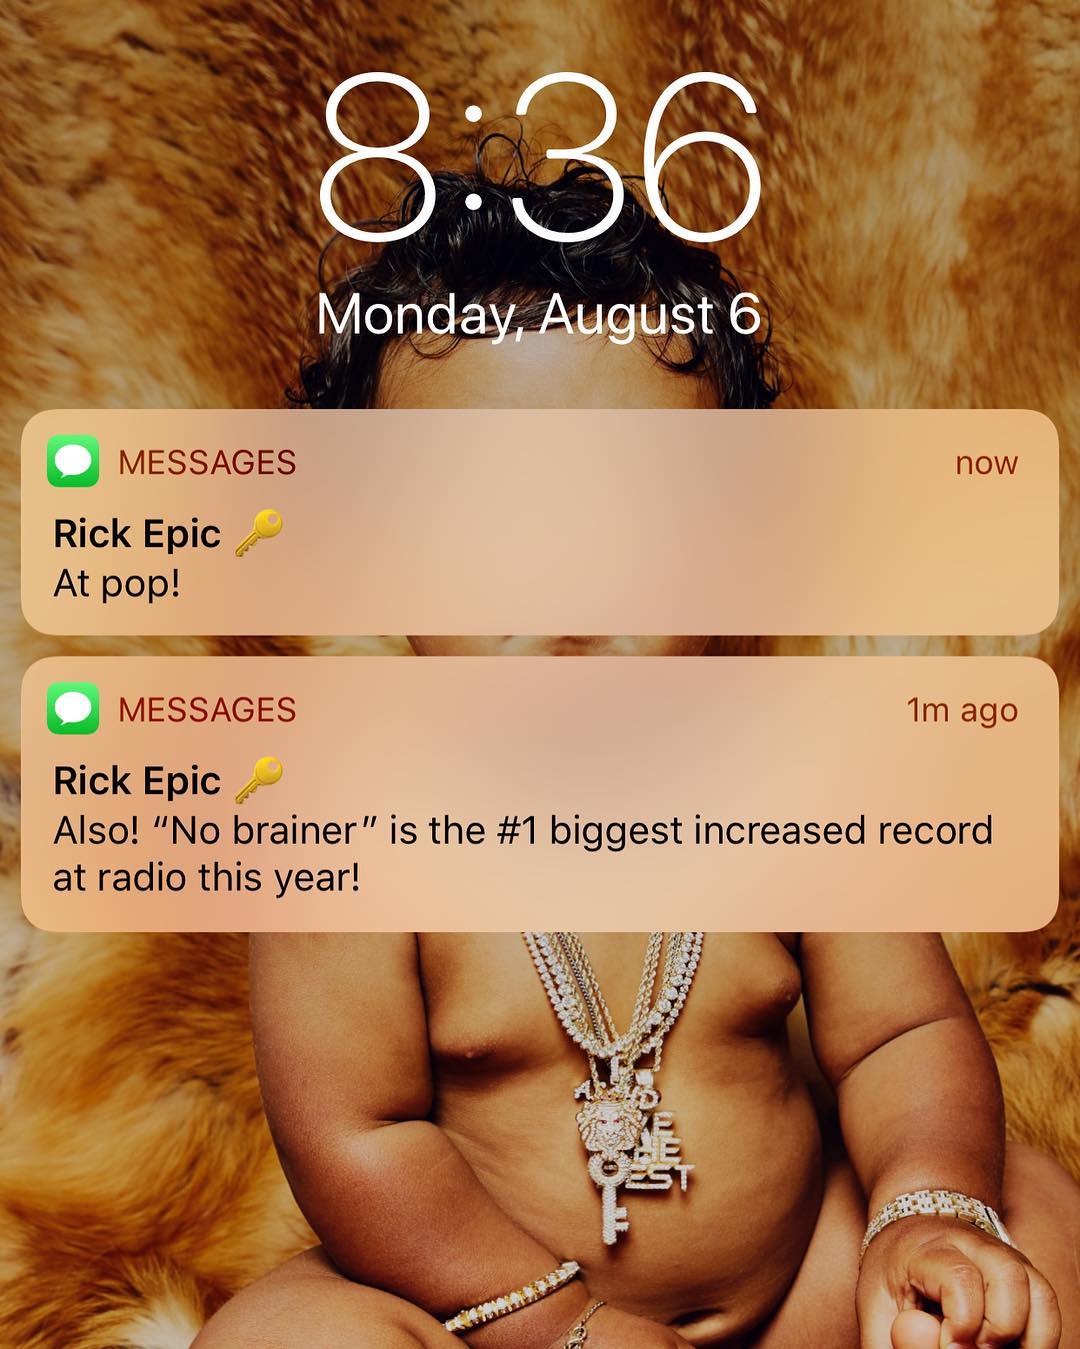 8:36
Monday, August 6
MESSAGES now
Rick Epic 🔑
At pop!
MESSAGES 1m ago
Rick Epic 🔑
Also! “No brainer” is the #1 biggest increased record
at radio this year!